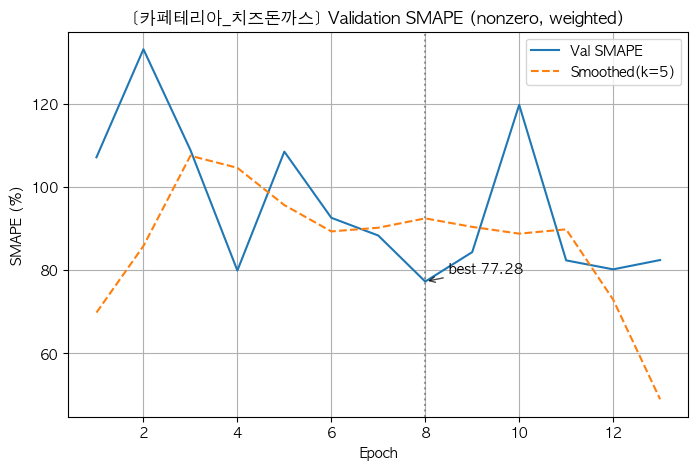 [카페테리아_치즈돈까스] Validation SMAPE (nonzero, weighted)
Val SMAPE
Smoothed(k=5)
120
100
80
60
SMAPE (%)
best 77.28
2 4 6 8 10 12
Epoch